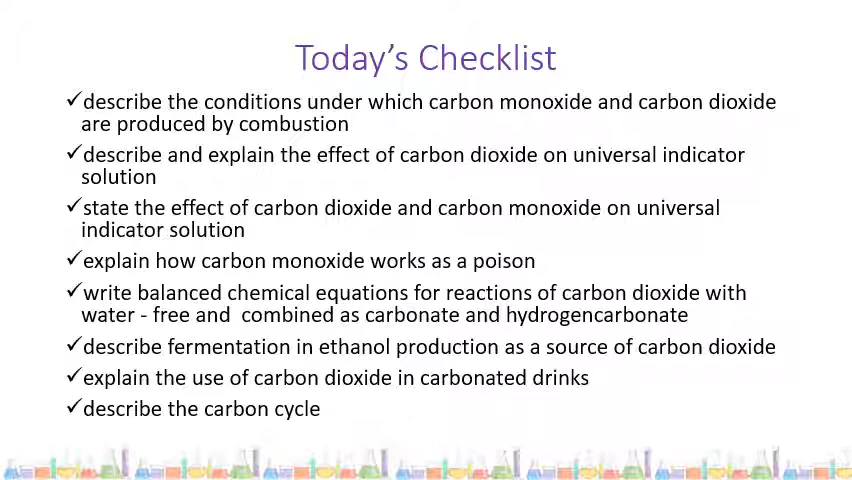 Today's Checklist
✓describe the conditions under which carbon monoxide and carbon dioxide
are produced by combustion
✓describe and explain the effect of carbon dioxide on universal indicator
solution
✓state the effect of carbon dioxide and carbon monoxide on universal
indicator solution
✓explain how carbon monoxide works as a poison
✓write balanced chemical equations for reactions of carbon dioxide with
water - free and  combined as carbonate and hydrogencarbonate
✓describe fermentation in ethanol production as a source of carbon dioxide
✓explain the use of carbon dioxide in carbonated drinks
✓describe the carbon cycle